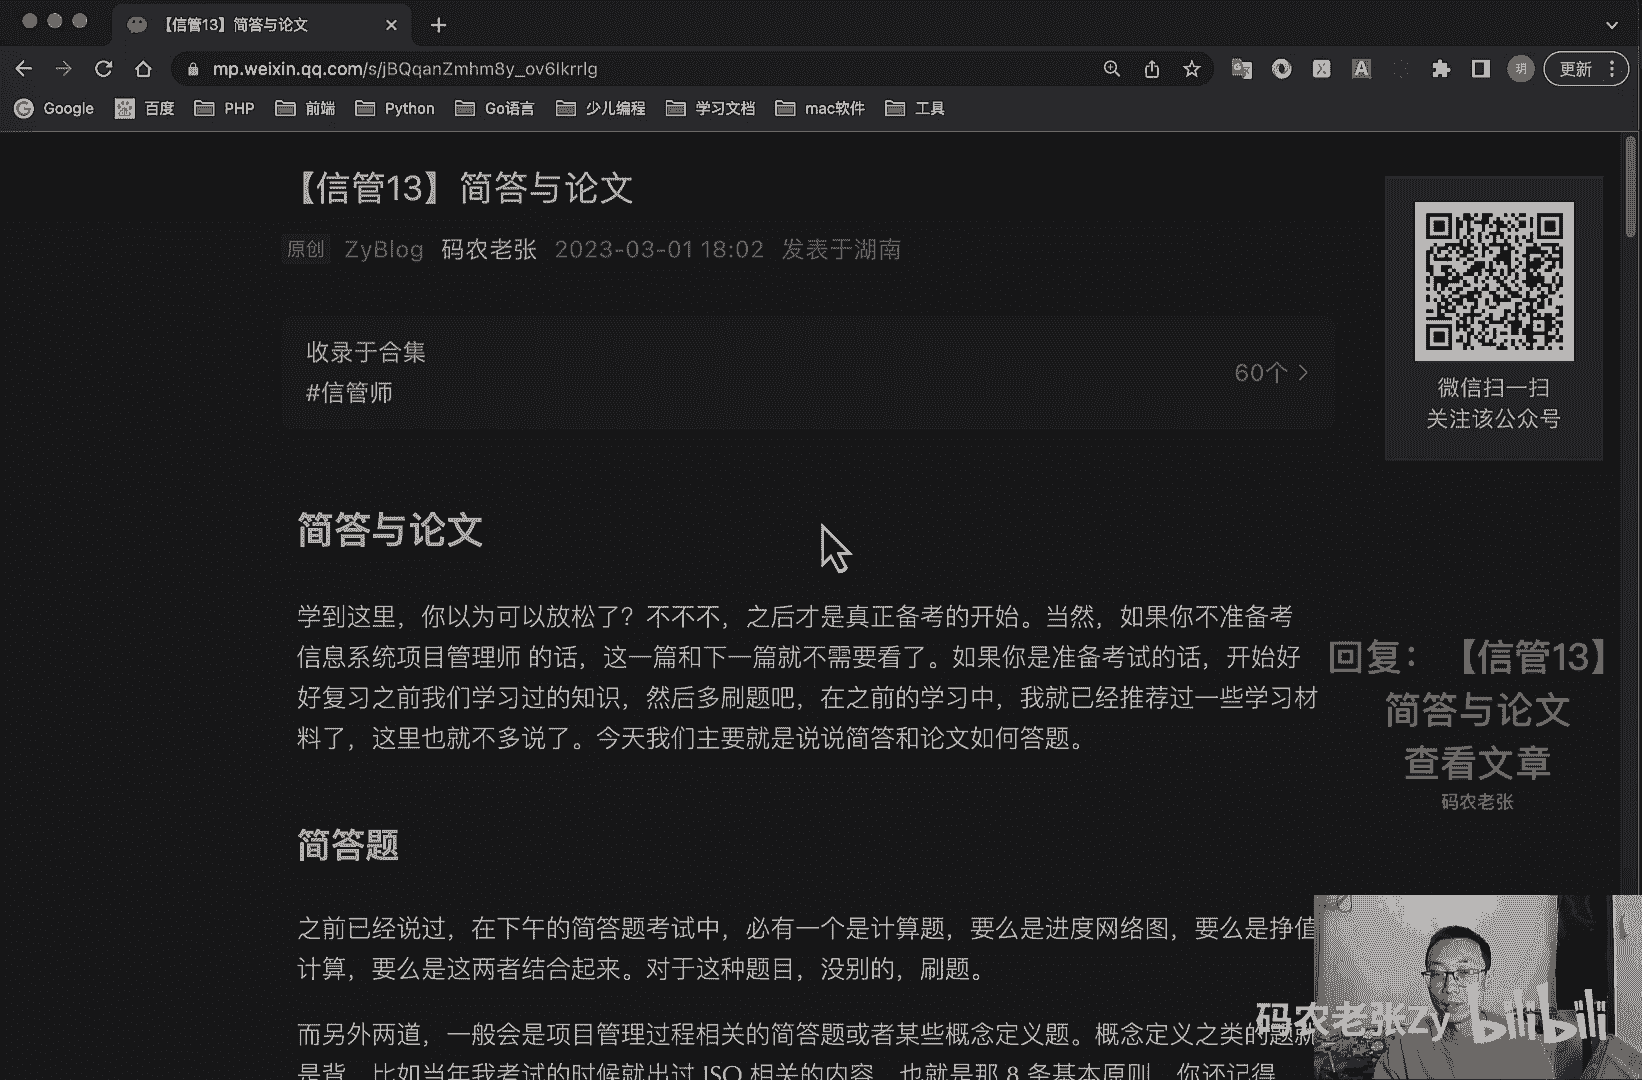 【信管13】简答与论文
mp.weixin.qq.com/s/jBQqanZmhm8y_ov6lkrrlg
更新
Google 百度 PHP 前端 Python Go语言 少儿编程 学习文档 mac软件 工具
【信管13】简答与论文
原创 ZyBlog 码农老张 2023-03-01 18:02 发表于湖南
收录于合集
#信管师
60个
微信扫一扫
关注该公众号
简答与论文
学到这里，你以为可以放松了？不不不，之后才是真正备考的开始。当然，如果你不准备考
信息系统项目管理师 的话，这一篇和下一篇就不需要看了。如果你是准备考试的话，开始好
好复习之前我们学习过的知识，然后多刷题吧，在之前的学习中，我就已经推荐过一些学习材
料了，这里也就不多说了。今天我们主要就是说说简答和论文如何答题。
回复：【信管13】
简答与论文
查看文章
码农老张
简答题
之前已经说过，在下午的简答题考试中，必有一个是计算题，要么是进度网络图，要么是挣值
计算，要么是这两者结合起来。对于这种题目，没别的，刷题。
而另外两道，一般会是项目管理过程相关的简答题或者某些概念定义题。概念定义之类的题就
是背，比如当年我考试的时候就出过 ISO 相关的内容，也就是那 8 条基本原则，你还记得
码农老张Zy bilibili